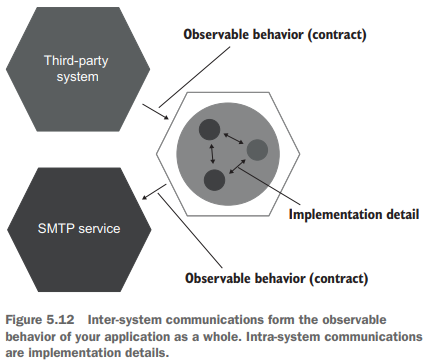 Observable behavior (contract)
Third-party
system
Implementation detail
SMTP service
Observable behavior (contract)
Figure 5.12 Inter-system communications form the observable
behavior of your application as a whole. Intra-system communications
are implementation details.